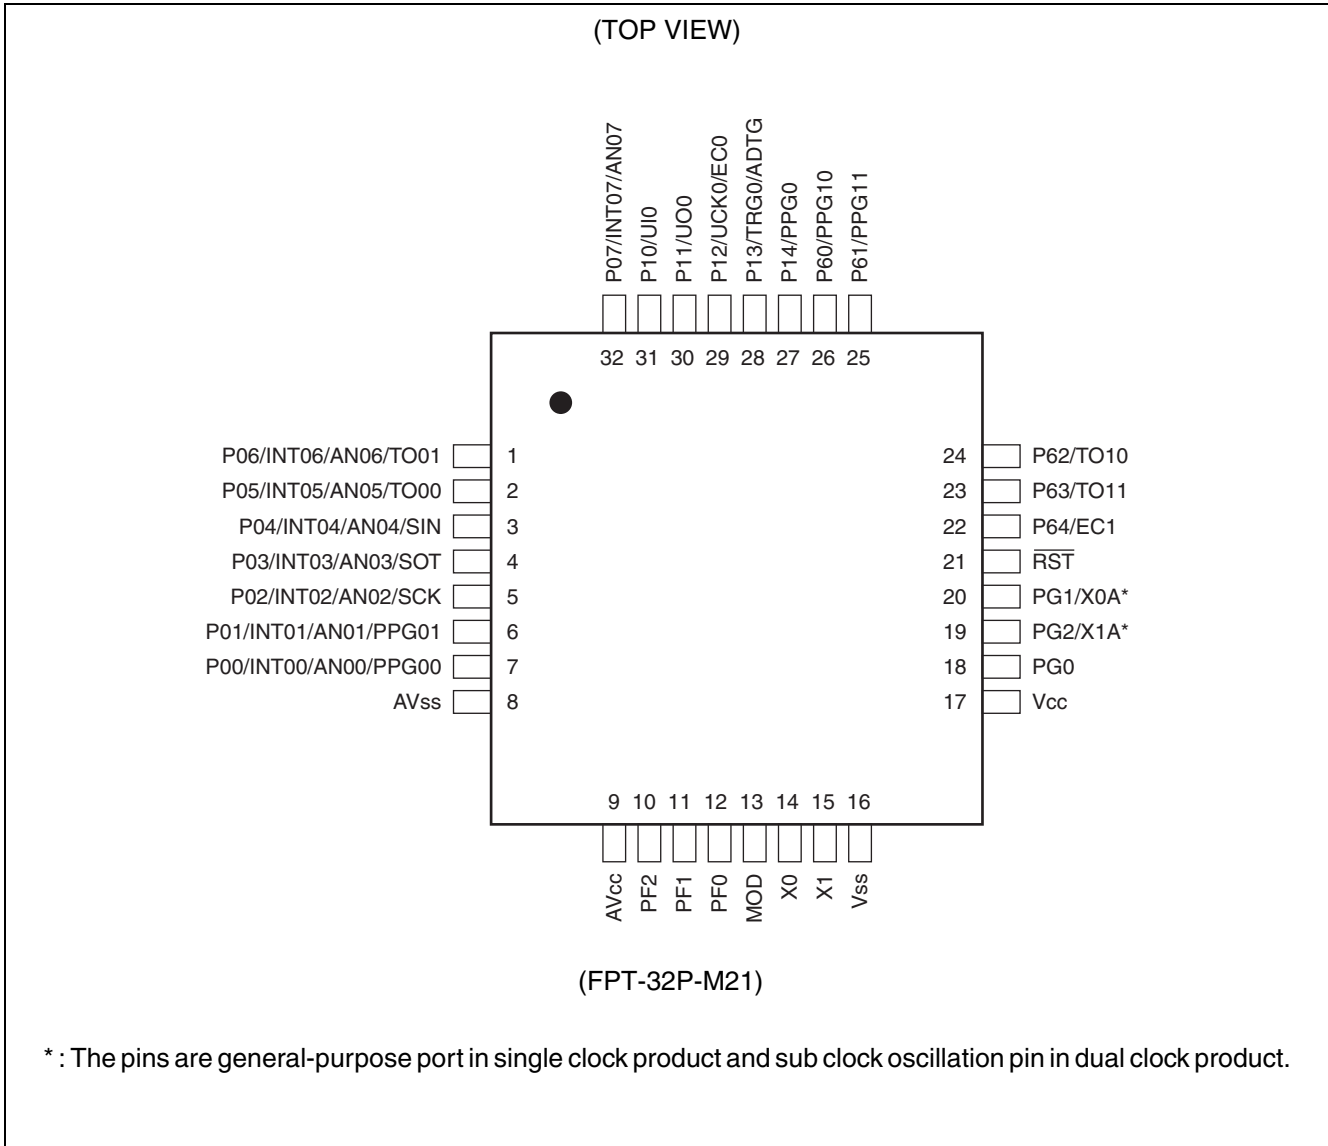 (TOP VIEW)
P07/INT07/AN07
P10/UI0
P11/UO0
P12/UCK0/EC0
P13/TRG0/ADTG
P14/PPG0
P60/PPG10
P61/PPG11
32 31 30 29 28 27 26 25
P06/INT06/AN06/TO01 1
P05/INT05/AN05/TO00 2
P04/INT04/AN04/SIN 3
P03/INT03/AN03/SOT 4
P02/INT02/AN02/SCK 5
P01/INT01/AN01/PPG01 6
P00/INT00/AN00/PPG00 7
AVss 8
24 P62/TO10
23 P63/TO11
22 P64/EC1
21 R̅S̅T̅
20 PG1/X0A*
19 PG2/X1A*
18 PG0
17 Vcc
9 10 11 12 13 14 15 16
AVcc
PF2
PF1
PF0
MOD
X0
X1
Vss
(FPT-32P-M21)
* : The pins are general-purpose port in single clock product and sub clock oscillation pin in dual clock product.